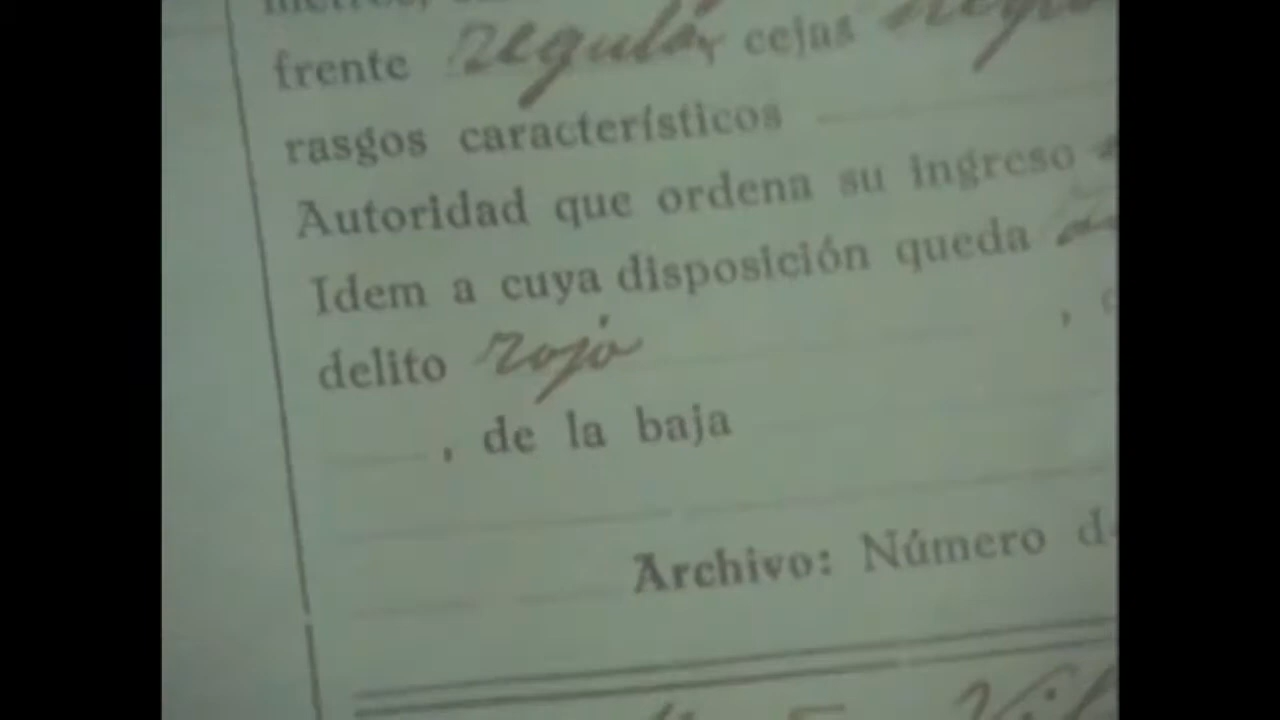 frente regular, cejas negro
rasgos característicos
Autoridad que ordena su ingreso
Idem a cuya disposición queda
delito rojo
, de la baja
Archivo: Número